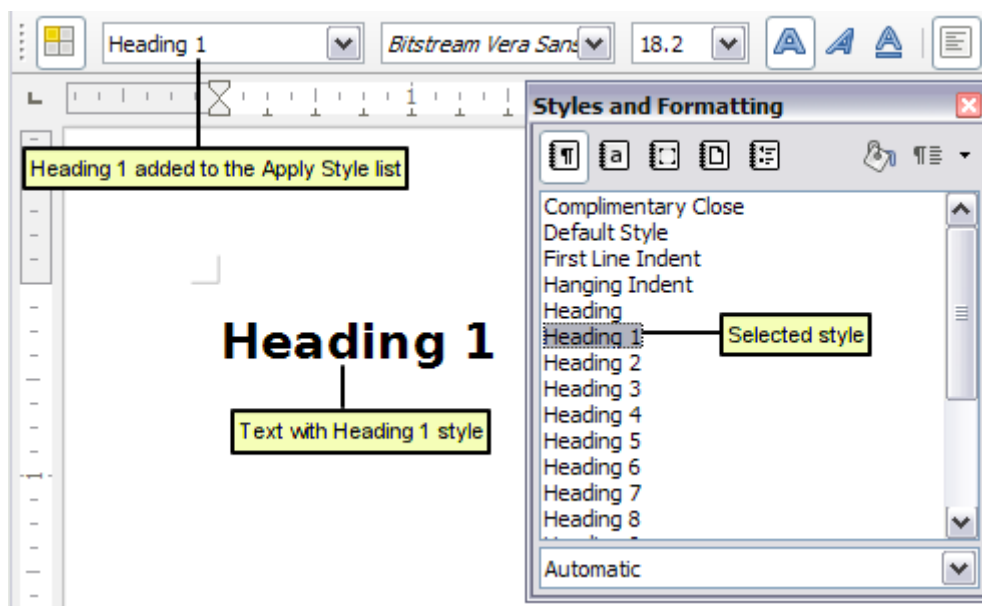 Heading 1
Bitstream Vera Sans
18.2
1
Styles and Formatting
Heading 1 added to the Apply Style list
Complimentary Close
Default Style
First Line Indent
Hanging Indent
Heading
Heading 1
Selected style
Heading 2
Heading 3
Heading 4
Heading 5
Heading 6
Heading 7
Heading 8
Automatic
Heading 1
Text with Heading 1 style
1